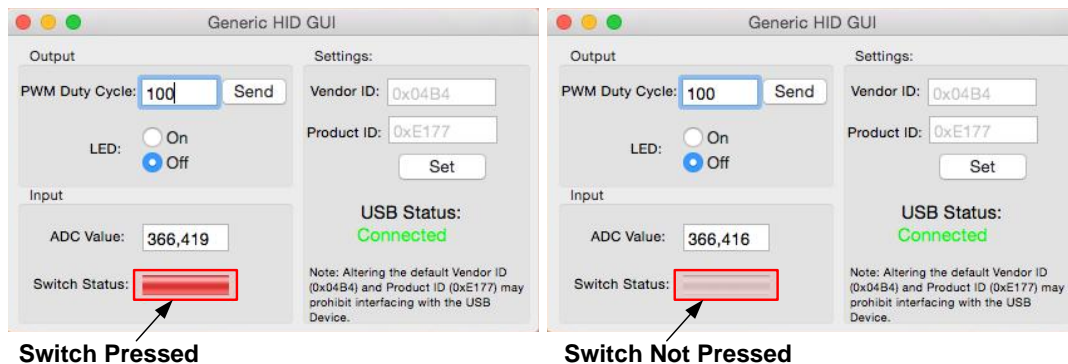 Generic HID GUI
Output
PWM Duty Cycle: 100 Send
LED: On
Off
Input
ADC Value: 366,419
Switch Status:
Settings:
Vendor ID: 0x04B4
Product ID: 0xE177
Set
USB Status:
Connected
Note: Altering the default Vendor ID
(0x04B4) and Product ID (0xE177) may
prohibit interfacing with the USB
Device.
Switch Pressed
Generic HID GUI
Output
PWM Duty Cycle: 100 Send
LED: On
Off
Input
ADC Value: 366,416
Switch Status:
Settings:
Vendor ID: 0x04B4
Product ID: 0xE177
Set
USB Status:
Connected
Note: Altering the default Vendor ID
(0x04B4) and Product ID (0xE177) may
prohibit interfacing with the USB
Device.
Switch Not Pressed